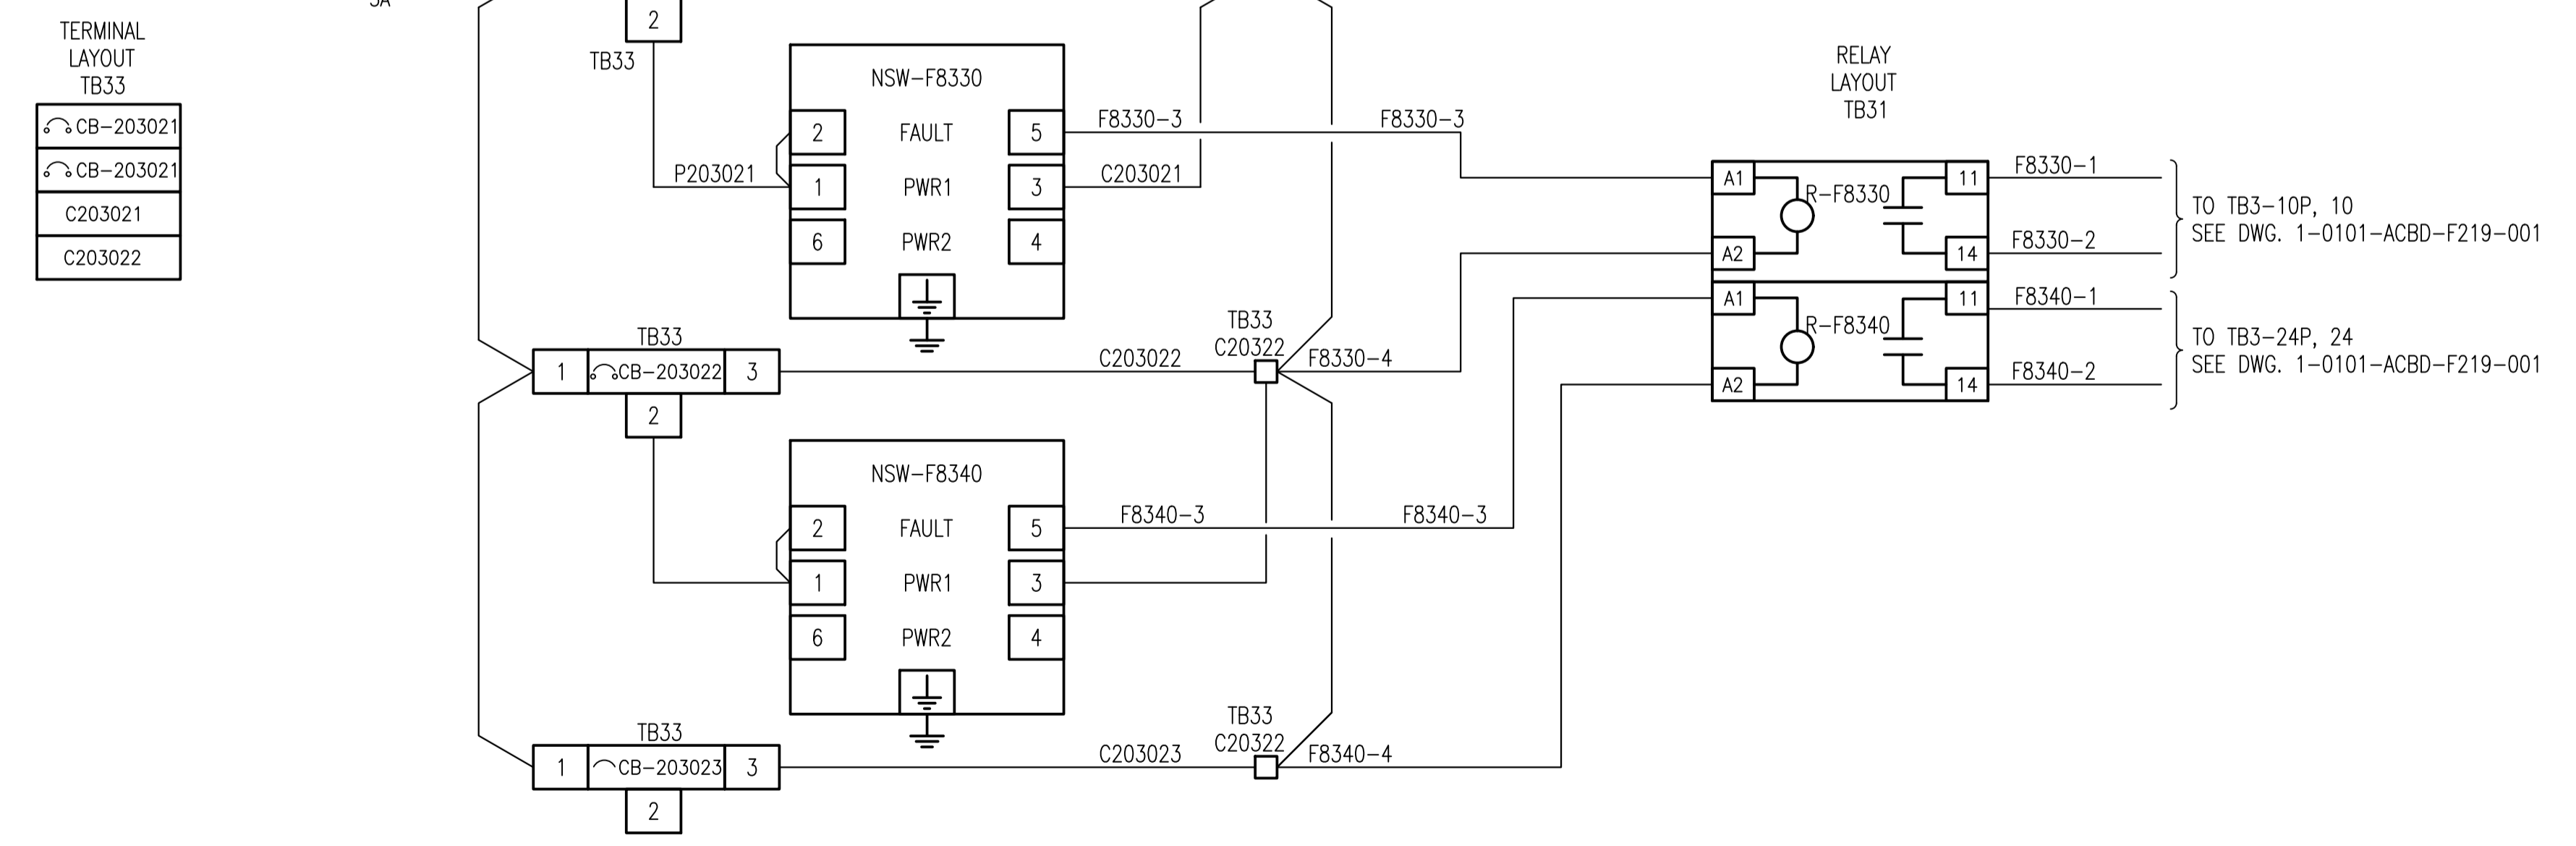 TERMINAL
LAYOUT
TB33
CB-203021
CB-203021
C203021
C203022
2
TB33
NSW-F8330
2 FAULT 5
1 PWR1 3
6 PWR2 4
P203021
F8330-3
F8330-3
C203021
TB33
1 CB-203022 3
2
C203022
TB33
C20322
F8330-4
NSW-F8340
2 FAULT 5
1 PWR1 3
6 PWR2 4
F8340-3
F8340-3
TB33
1 CB-203023 3
2
C203023
TB33
C20322
F8340-4
RELAY
LAYOUT
TB31
A1 R-F8330 11
A2 14
A1 R-F8340 11
A2 14
F8330-1
F8330-2
F8340-1
F8340-2
TO TB3-10P, 10
SEE DWG. 1-0101-ACBD-F219-001
TO TB3-24P, 24
SEE DWG. 1-0101-ACBD-F219-001